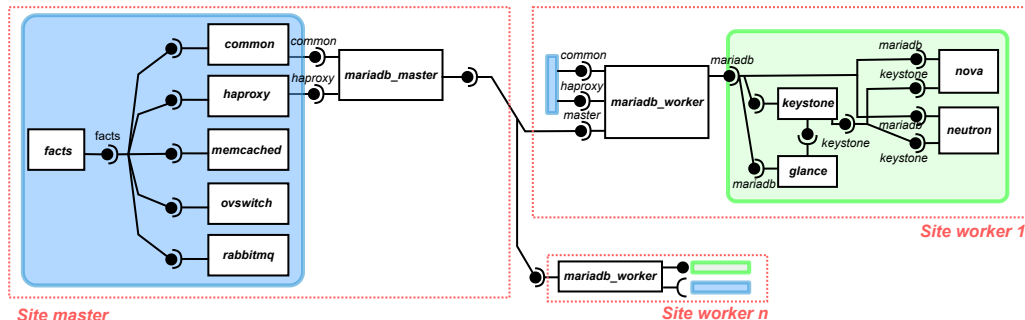 common
haproxy
memcached
ovswitch
rabbitmq
facts
facts
common
haproxy
mariadb_master
Site master
common
haproxy
master
mariadb_worker
mariadb
keystone
glance
mariadb
keystone
mariadb
keystone
mariadb
keystone
nova
neutron
Site worker 1
mariadb_worker
Site worker n